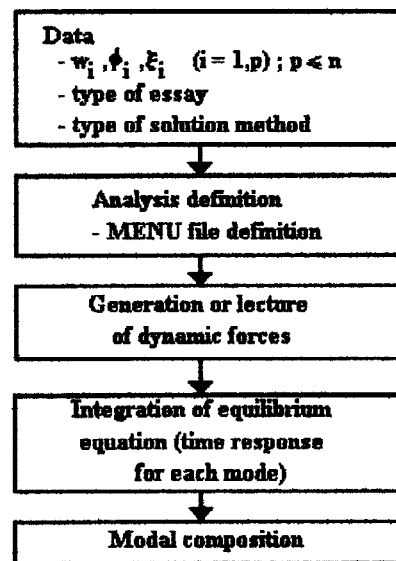 Data
- wᵢ ,ϕᵢ ,ξᵢ (i = 1,p) ; p ⩽ n
- type of essay
- type of solution method
Analysis definition
- MENU file definition
Generation or lecture
of dynamic forces
Integration of equilibrium
equation (time response
for each mode)
Modal composition